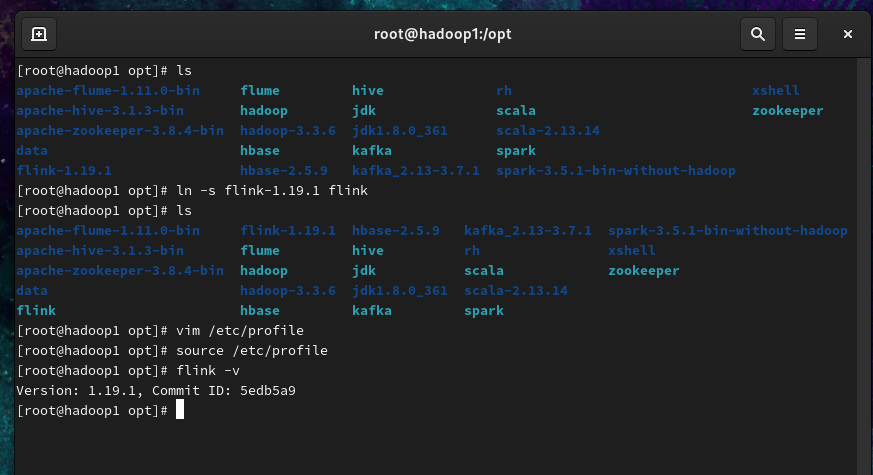 root@hadoop1:/opt
[root@hadoop1 opt]# ls
apache-flume-1.11.0-bin flume hive rh xshell
apache-hive-3.1.3-bin hadoop jdk scala zookeeper
apache-zookeeper-3.8.4-bin hadoop-3.3.6 jdk1.8.0_361 scala-2.13.14
data hbase kafka spark
flink-1.19.1 hbase-2.5.9 kafka_2.13-3.7.1 spark-3.5.1-bin-without-hadoop
[root@hadoop1 opt]# ln -s flink-1.19.1 flink
[root@hadoop1 opt]# ls
apache-flume-1.11.0-bin flink-1.19.1 hbase-2.5.9 kafka_2.13-3.7.1 spark-3.5.1-bin-without-hadoop
apache-hive-3.1.3-bin flume hive rh xshell
apache-zookeeper-3.8.4-bin hadoop jdk scala zookeeper
data hadoop-3.3.6 jdk1.8.0_361 scala-2.13.14
flink hbase kafka spark
[root@hadoop1 opt]# vim /etc/profile
[root@hadoop1 opt]# source /etc/profile
[root@hadoop1 opt]# flink -v
Version: 1.19.1, Commit ID: 5edb5a9
[root@hadoop1 opt]#